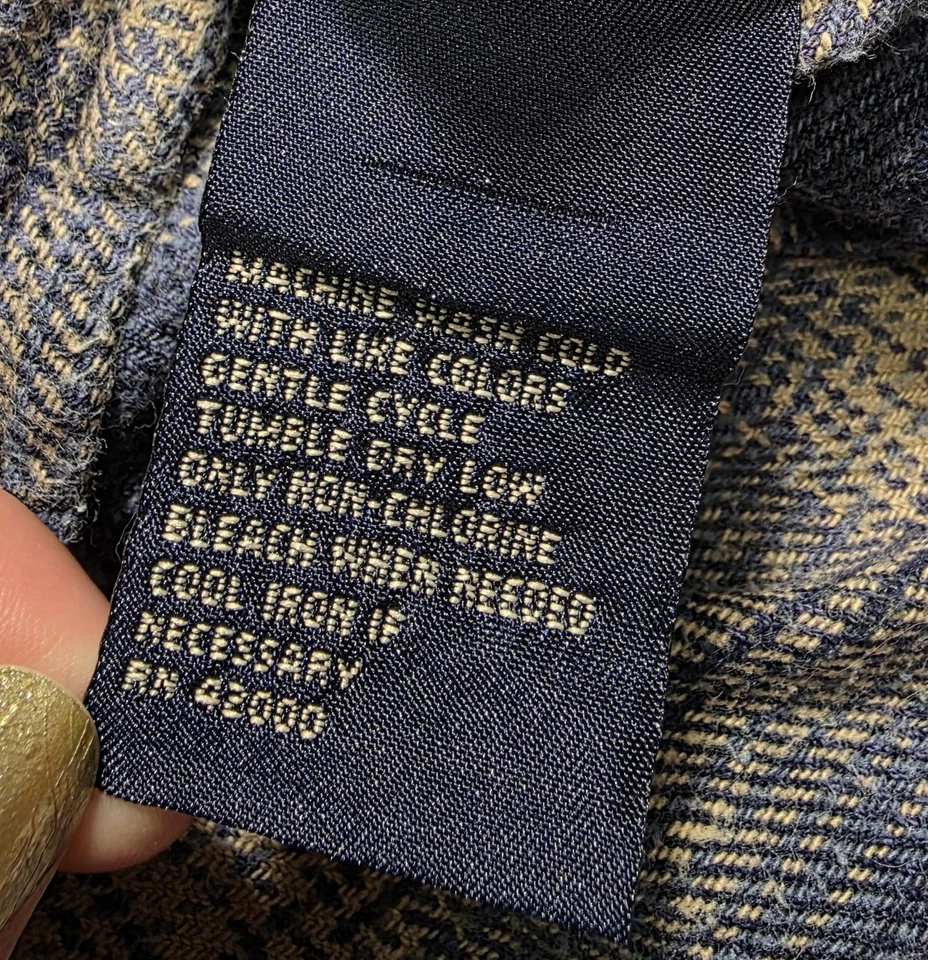 MACHINE WASH COLD
WITH LIKE COLORS
GENTLE CYCLE
TUMBLE DRY LOW
ONLY NON-CHLORINE
BLEACH WHEN NEEDED
COOL IRON IF
NECESSARY
RN 43000